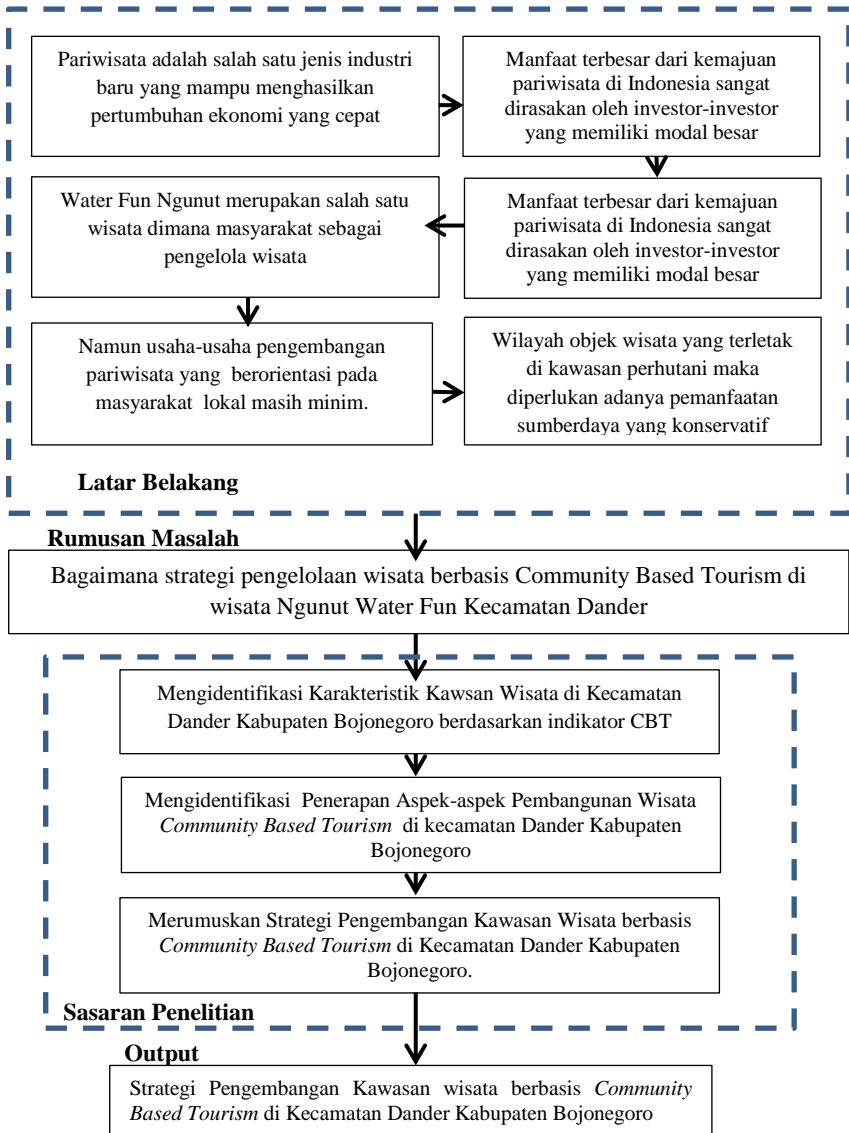 Pariwisata adalah salah satu jenis industri
baru yang mampu menghasilkan
pertumbuhan ekonomi yang cepat
Manfaat terbesar dari kemajuan
pariwisata di Indonesia sangat
dirasakan oleh investor-investor
yang memiliki modal besar
Manfaat terbesar dari kemajuan
pariwisata di Indonesia sangat
dirasakan oleh investor-investor
yang memiliki modal besar
Water Fun Ngunut merupakan salah satu
wisata dimana masyarakat sebagai
pengelola wisata
Namun usaha-usaha pengembangan
pariwisata yang berorientasi pada
masyarakat lokal masih minim.
Wilayah objek wisata yang terletak
di kawasan perhutani maka
diperlukan adanya pemanfaatan
sumberdaya yang konservatif
Latar Belakang
Rumusan Masalah
Bagaimana strategi pengelolaan wisata berbasis Community Based Tourism di
wisata Ngunut Water Fun Kecamatan Dander
Mengidentifikasi Karakteristik Kawsan Wisata di Kecamatan
Dander Kabupaten Bojonegoro berdasarkan indikator CBT
Mengidentifikasi Penerapan Aspek-aspek Pembangunan Wisata
Community Based Tourism di kecamatan Dander Kabupaten
Bojonegoro
Merumuskan Strategi Pengembangan Kawasan Wisata berbasis
Community Based Tourism di Kecamatan Dander Kabupaten
Bojonegoro.
Sasaran Penelitian
Output
Strategi Pengembangan Kawasan wisata berbasis Community
Based Tourism di Kecamatan Dander Kabupaten Bojonegoro